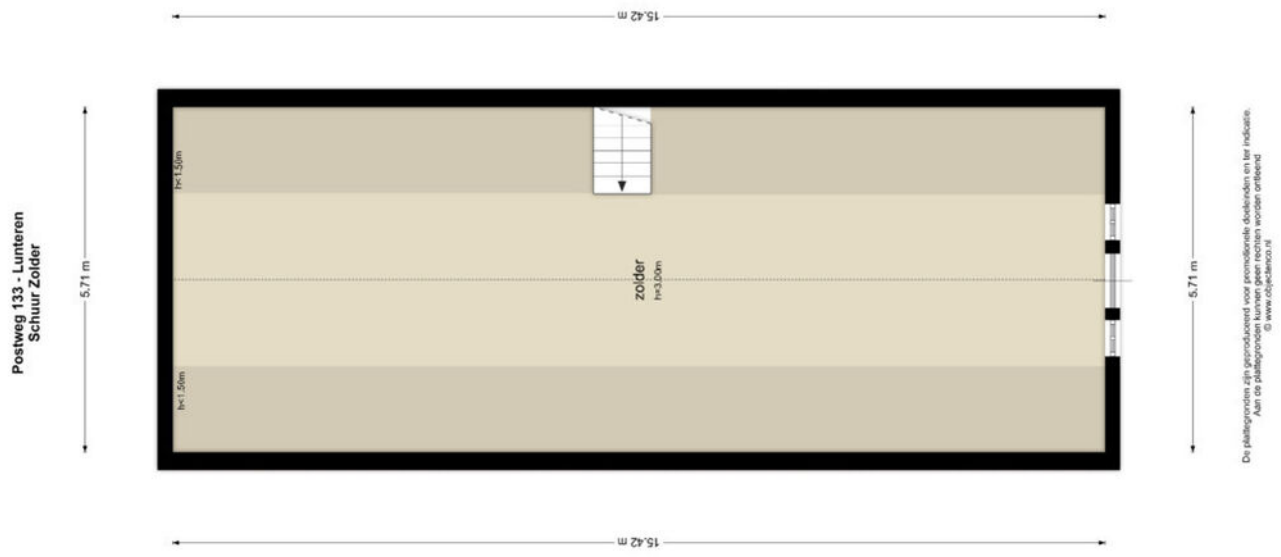 Postweg 133 - Lunteren
Schuur Zolder
15.42 m
5.71 m
h<1.50m
h<1.50m
zolder
h=3.00m
5.71 m
15.42 m
De plattegronden zijn geproduceerd voor promotionele doeleinden en ter indicatie.
Aan de plattegronden kunnen geen rechten worden ontleend
© www.objectenco.nl